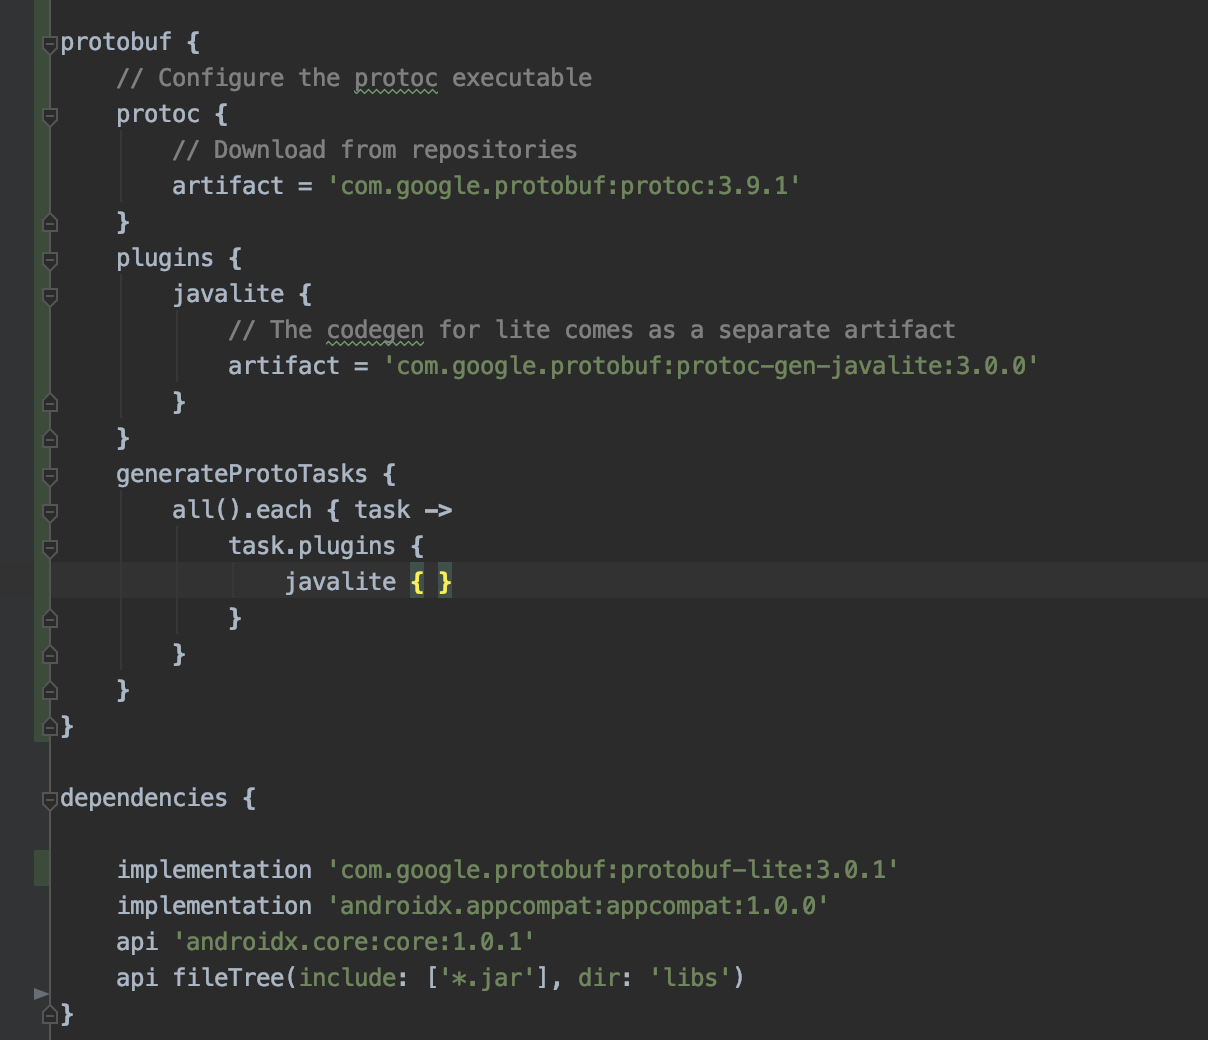 protobuf {
    // Configure the protoc executable
    protoc {
        // Download from repositories
        artifact = 'com.google.protobuf:protoc:3.9.1'
    }
    plugins {
        javalite {
            // The codegen for lite comes as a separate artifact
            artifact = 'com.google.protobuf:protoc-gen-javalite:3.0.0'
        }
    }
    generateProtoTasks {
        all().each { task ->
            task.plugins {
                javalite { }
            }
        }
    }
}

dependencies {

    implementation 'com.google.protobuf:protobuf-lite:3.0.1'
    implementation 'androidx.appcompat:appcompat:1.0.0'
    api 'androidx.core:core:1.0.1'
    api fileTree(include: ['*.jar'], dir: 'libs')
}